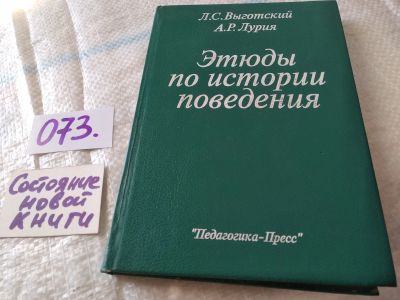 Л.С.Выготский
А.Р.Лурия
Этюды
по истории
поведения
"Педагогика-Пресс"
073.
Состояние
новой
книги